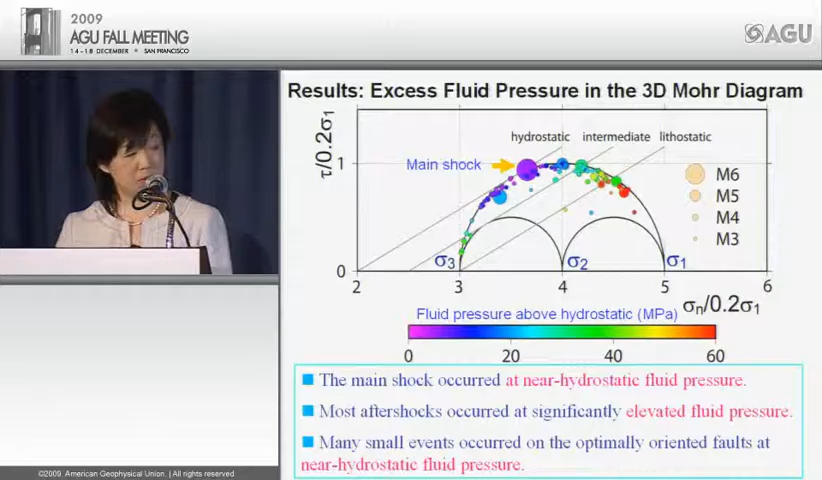 2009
AGU FALL MEETING
14-18 DECEMBER • SAN FRANCISCO
AGU
Results: Excess Fluid Pressure in the 3D Mohr Diagram
τ/0.2σ₁
hydrostatic intermediate lithostatic
1
Main shock
M6
M5
M4
M3
σ₃ σ₂ σ₁
0
2 3 4 5 6
σₙ/0.2σ₁
Fluid pressure above hydrostatic (MPa)
0 20 40 60
■ The main shock occurred at near-hydrostatic fluid pressure.
■ Most aftershocks occurred at significantly elevated fluid pressure.
■ Many small events occurred on the optimally oriented faults at
near-hydrostatic fluid pressure.
©2009. American Geophysical Union. | All rights reserved